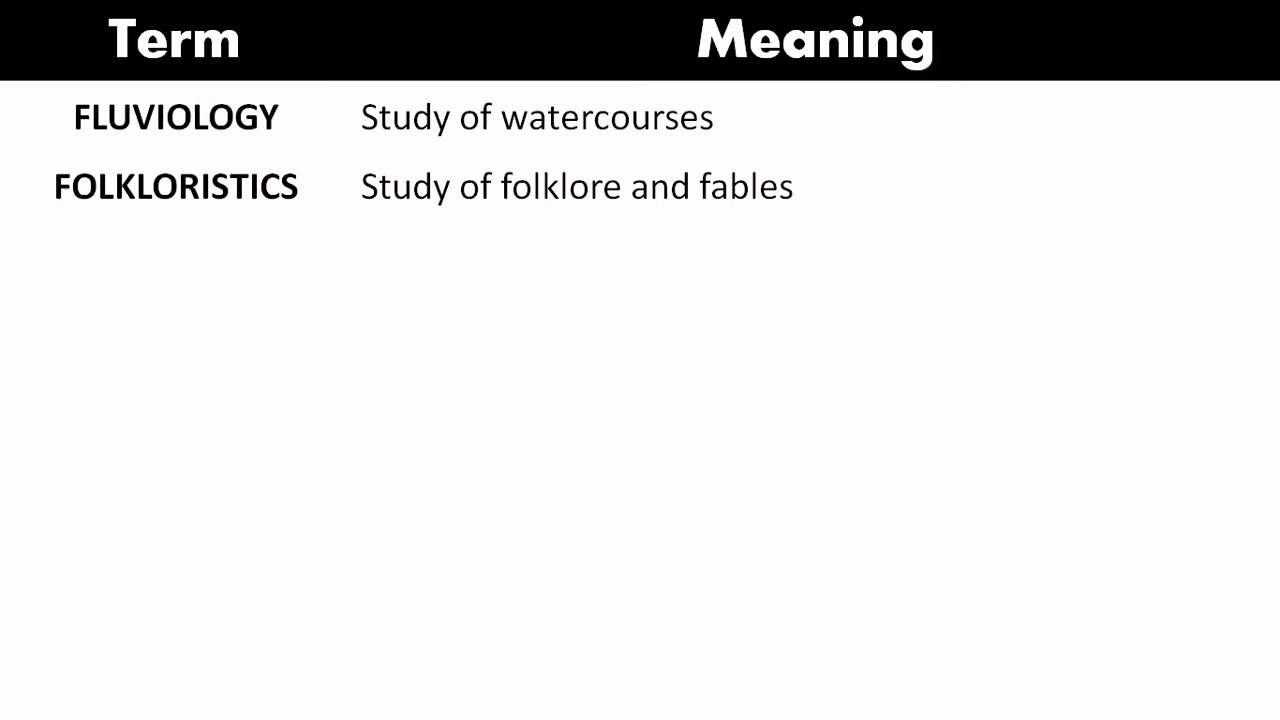 Term Meaning
FLUVIOLOGY Study of watercourses
FOLKLORISTICS Study of folklore and fables